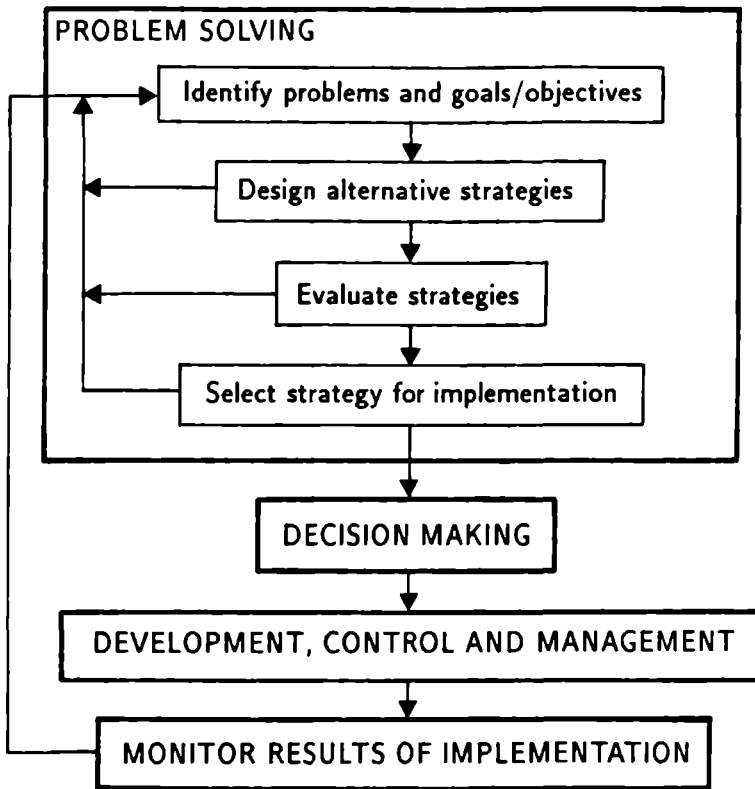 PROBLEM SOLVING
Identify problems and goals/objectives
Design alternative strategies
Evaluate strategies
Select strategy for implementation
DECISION MAKING
DEVELOPMENT, CONTROL AND MANAGEMENT
MONITOR RESULTS OF IMPLEMENTATION